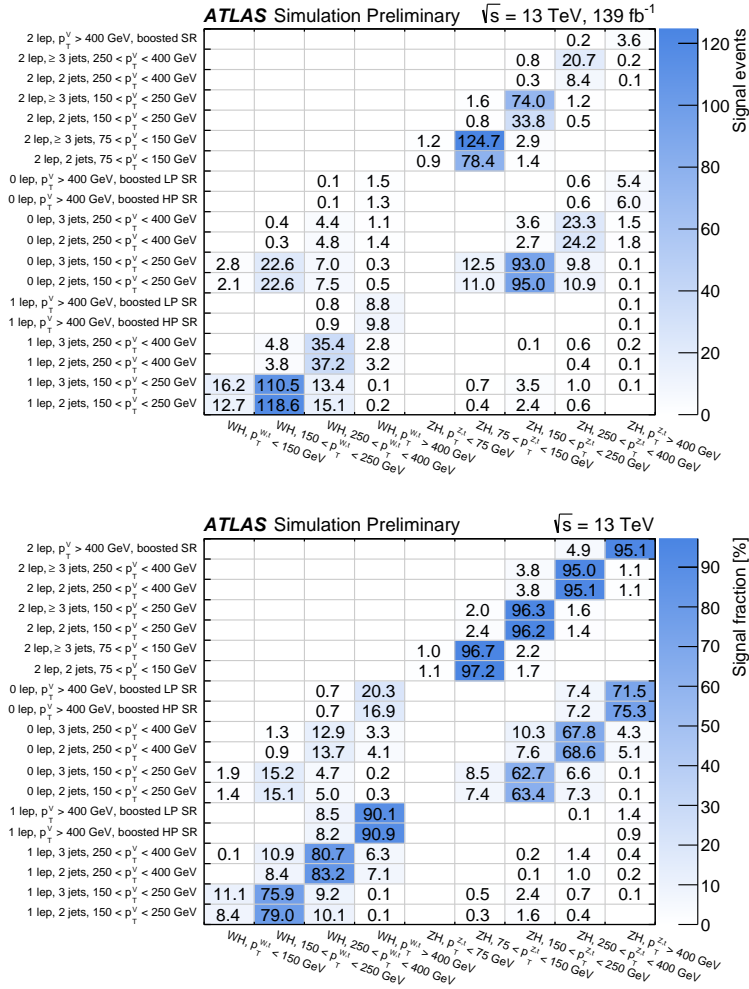 ATLAS Simulation Preliminary √s = 13 TeV, 139 fb⁻¹
2 lep, p_T^V > 400 GeV, boosted SR 0.2 3.6
2 lep, ≥ 3 jets, 250 < p_T^V < 400 GeV 0.8 20.7 0.2
2 lep, 2 jets, 250 < p_T^V < 400 GeV 0.3 8.4 0.1
2 lep, ≥ 3 jets, 150 < p_T^V < 250 GeV 1.6 74.0 1.2
2 lep, 2 jets, 150 < p_T^V < 250 GeV 0.8 33.8 0.5
2 lep, ≥ 3 jets, 75 < p_T^V < 150 GeV 1.2 124.7 2.9
2 lep, 2 jets, 75 < p_T^V < 150 GeV 0.9 78.4 1.4
0 lep, p_T^V > 400 GeV, boosted LP SR 0.1 1.5 0.6 5.4
0 lep, p_T^V > 400 GeV, boosted HP SR 0.1 1.3 0.6 6.0
0 lep, 3 jets, 250 < p_T^V < 400 GeV 0.4 4.4 1.1 3.6 23.3 1.5
0 lep, 2 jets, 250 < p_T^V < 400 GeV 0.3 4.8 1.4 2.7 24.2 1.8
0 lep, 3 jets, 150 < p_T^V < 250 GeV 2.8 22.6 7.0 0.3 12.5 93.0 9.8 0.1
0 lep, 2 jets, 150 < p_T^V < 250 GeV 2.1 22.6 7.5 0.5 11.0 95.0 10.9 0.1
1 lep, p_T^V > 400 GeV, boosted LP SR 0.8 8.8 0.1
1 lep, p_T^V > 400 GeV, boosted HP SR 0.9 9.8 0.1
1 lep, 3 jets, 250 < p_T^V < 400 GeV 4.8 35.4 2.8 0.1 0.6 0.2
1 lep, 2 jets, 250 < p_T^V < 400 GeV 3.8 37.2 3.2 0.4 0.1
1 lep, 3 jets, 150 < p_T^V < 250 GeV 16.2 110.5 13.4 0.1 0.7 3.5 1.0 0.1
1 lep, 2 jets, 150 < p_T^V < 250 GeV 12.7 118.6 15.1 0.2 0.4 2.4 0.6
WH, p_T^{W,t} < 150 GeV
WH, 150 < p_T^{W,t} < 250 GeV
WH, 250 < p_T^{W,t} < 400 GeV
WH, p_T^{W,t} > 400 GeV
ZH, p_T^{Z,t} < 75 GeV
ZH, 75 < p_T^{Z,t} < 150 GeV
ZH, 150 < p_T^{Z,t} < 250 GeV
ZH, 250 < p_T^{Z,t} < 400 GeV
ZH, p_T^{Z,t} > 400 GeV
120
100
80
60
40
20
0
Signal events
ATLAS Simulation Preliminary √s = 13 TeV
2 lep, p_T^V > 400 GeV, boosted SR 4.9 95.1
2 lep, ≥ 3 jets, 250 < p_T^V < 400 GeV 3.8 95.0 1.1
2 lep, 2 jets, 250 < p_T^V < 400 GeV 3.8 95.1 1.1
2 lep, ≥ 3 jets, 150 < p_T^V < 250 GeV 2.0 96.3 1.6
2 lep, 2 jets, 150 < p_T^V < 250 GeV 2.4 96.2 1.4
2 lep, ≥ 3 jets, 75 < p_T^V < 150 GeV 1.0 96.7 2.2
2 lep, 2 jets, 75 < p_T^V < 150 GeV 1.1 97.2 1.7
0 lep, p_T^V > 400 GeV, boosted LP SR 0.7 20.3 7.4 71.5
0 lep, p_T^V > 400 GeV, boosted HP SR 0.7 16.9 7.2 75.3
0 lep, 3 jets, 250 < p_T^V < 400 GeV 1.3 12.9 3.3 10.3 67.8 4.3
0 lep, 2 jets, 250 < p_T^V < 400 GeV 0.9 13.7 4.1 7.6 68.6 5.1
0 lep, 3 jets, 150 < p_T^V < 250 GeV 1.9 15.2 4.7 0.2 8.5 62.7 6.6 0.1
0 lep, 2 jets, 150 < p_T^V < 250 GeV 1.4 15.1 5.0 0.3 7.4 63.4 7.3 0.1
1 lep, p_T^V > 400 GeV, boosted LP SR 8.5 90.1 0.1 1.4
1 lep, p_T^V > 400 GeV, boosted HP SR 8.2 90.9 0.9
1 lep, 3 jets, 250 < p_T^V < 400 GeV 0.1 10.9 80.7 6.3 0.2 1.4 0.4
1 lep, 2 jets, 250 < p_T^V < 400 GeV 8.4 83.2 7.1 0.1 1.0 0.2
1 lep, 3 jets, 150 < p_T^V < 250 GeV 11.1 75.9 9.2 0.1 0.5 2.4 0.7 0.1
1 lep, 2 jets, 150 < p_T^V < 250 GeV 8.4 79.0 10.1 0.1 0.3 1.6 0.4
WH, p_T^{W,t} < 150 GeV
WH, 150 < p_T^{W,t} < 250 GeV
WH, 250 < p_T^{W,t} < 400 GeV
WH, p_T^{W,t} > 400 GeV
ZH, p_T^{Z,t} < 75 GeV
ZH, 75 < p_T^{Z,t} < 150 GeV
ZH, 150 < p_T^{Z,t} < 250 GeV
ZH, 250 < p_T^{Z,t} < 400 GeV
ZH, p_T^{Z,t} > 400 GeV
90
80
70
60
50
40
30
20
10
0
Signal fraction [%]